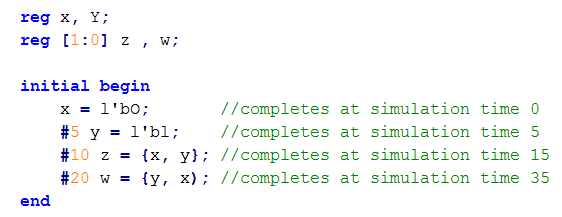 reg x, Y;
reg [1:0] z , w;
initial begin
x = l'bO; //completes at simulation time 0
#5 y = l'bl; //completes at simulation time 5
#10 z = {x, y}; //completes at simulation time 15
#20 w = {y, x); //completes at simulation time 35
end